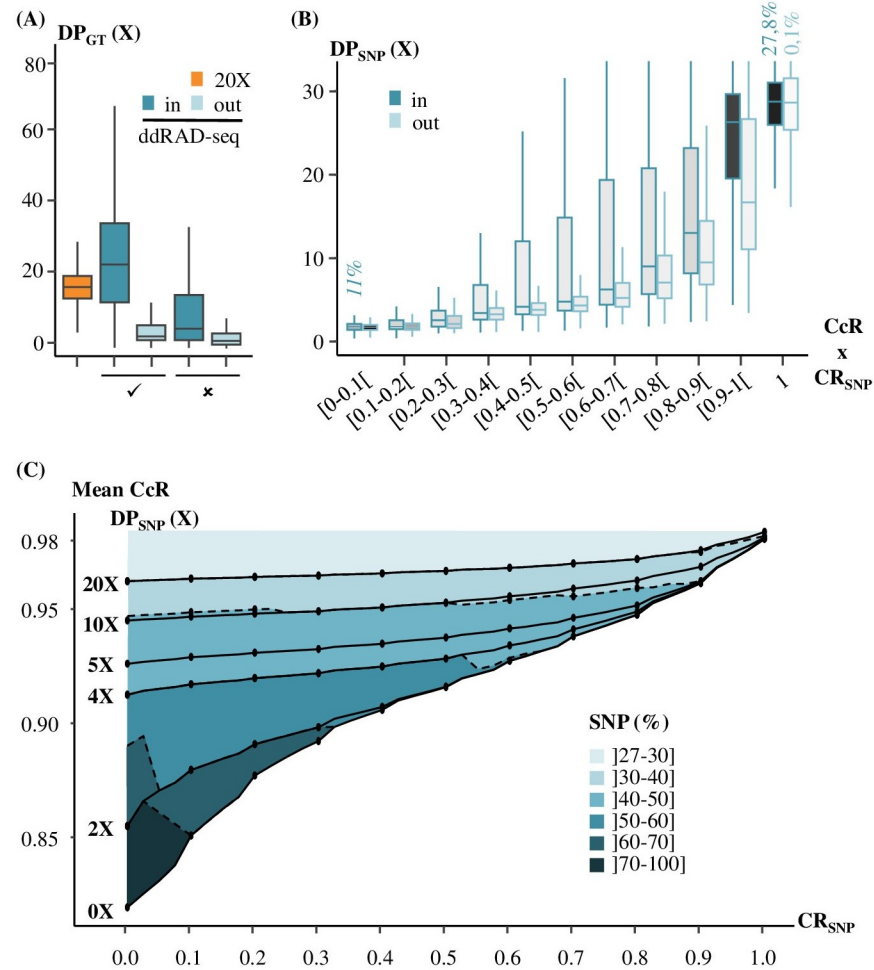 (A)
DP_GT (X)
80
60
40
20
0
20X
in
out
ddRAD-seq
✓
✗
(B)
DP_SNP (X)
30
20
10
0
in
out
11%
27,8%
0,1%
[0-0.1[
[0.1-0.2[
[0.2-0.3[
[0.3-0.4[
[0.4-0.5[
[0.5-0.6[
[0.6-0.7[
[0.7-0.8[
[0.8-0.9[
[0.9-1[
1
CcR
x
CR_SNP
(C)
Mean CcR
DP_SNP (X)
0.98
0.95
0.90
0.85
20X
10X
5X
4X
2X
0X
SNP (%)
]27-30]
]30-40]
]40-50]
]50-60]
]60-70]
]70-100]
CR_SNP
0.0 0.1 0.2 0.3 0.4 0.5 0.6 0.7 0.8 0.9 1.0